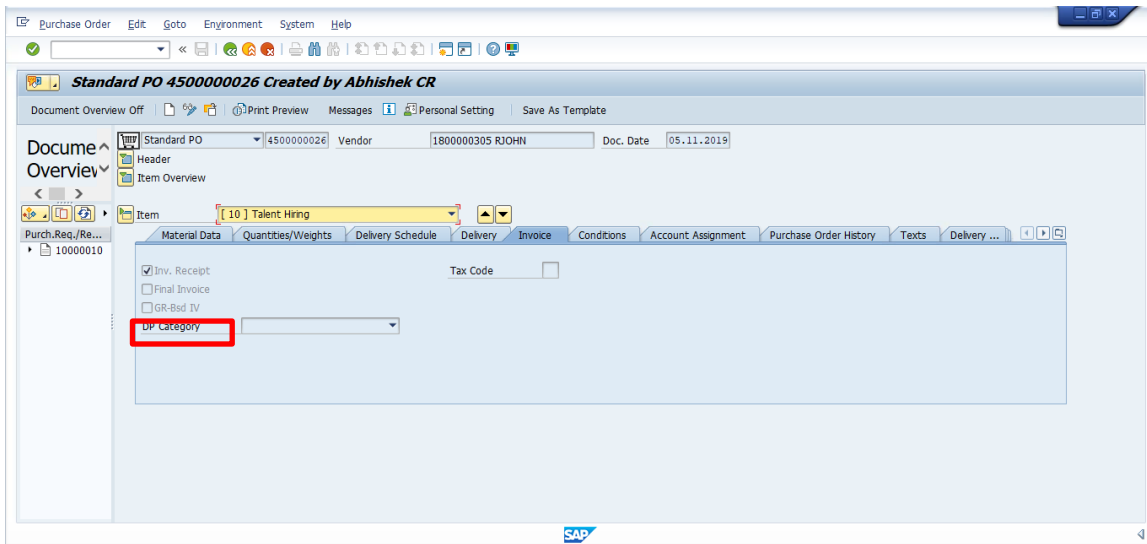 Purchase Order Edit Goto Environment System Help
Standard PO 4500000026 Created by Abhishek CR
Document Overview Off Print Preview Messages Personal Setting Save As Template
Docume
Overview
Standard PO 4500000026 Vendor 1800000305 RJOHN Doc. Date 05.11.2019
Header
Item Overview
Item [ 10 ] Talent Hiring
Purch.Req./Re...
10000010
Material Data Quantities/Weights Delivery Schedule Delivery Invoice Conditions Account Assignment Purchase Order History Texts Delivery ...
Inv. Receipt Tax Code
Final Invoice
GR-Bsd IV
DP Category
SAP